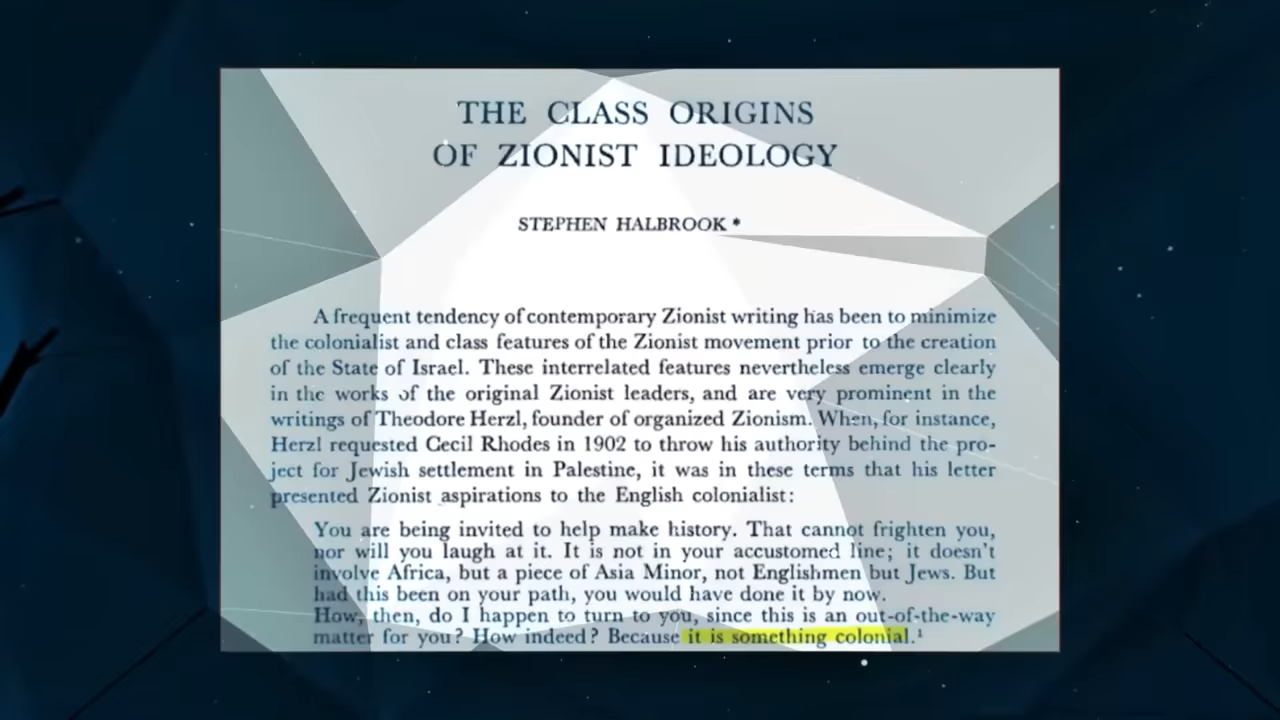 THE CLASS ORIGINS
OF ZIONIST IDEOLOGY
STEPHEN HALBROOK *
A frequent tendency of contemporary Zionist writing has been to minimize
the colonialist and class features of the Zionist movement prior to the creation
of the State of Israel. These interrelated features nevertheless emerge clearly
in the works of the original Zionist leaders, and are very prominent in the
writings of Theodore Herzl, founder of organized Zionism. When, for instance,
Herzl requested Cecil Rhodes in 1902 to throw his authority behind the pro-
ject for Jewish settlement in Palestine, it was in these terms that his letter
presented Zionist aspirations to the English colonialist:
You are being invited to help make history. That cannot frighten you,
nor will you laugh at it. It is not in your accustomed line; it doesn't
involve Africa, but a piece of Asia Minor, not Englishmen but Jews. But
had this been on your path, you would have done it by now.
How, then, do I happen to turn to you, since this is an out-of-the-way
matter for you? How indeed? Because it is something colonial.¹